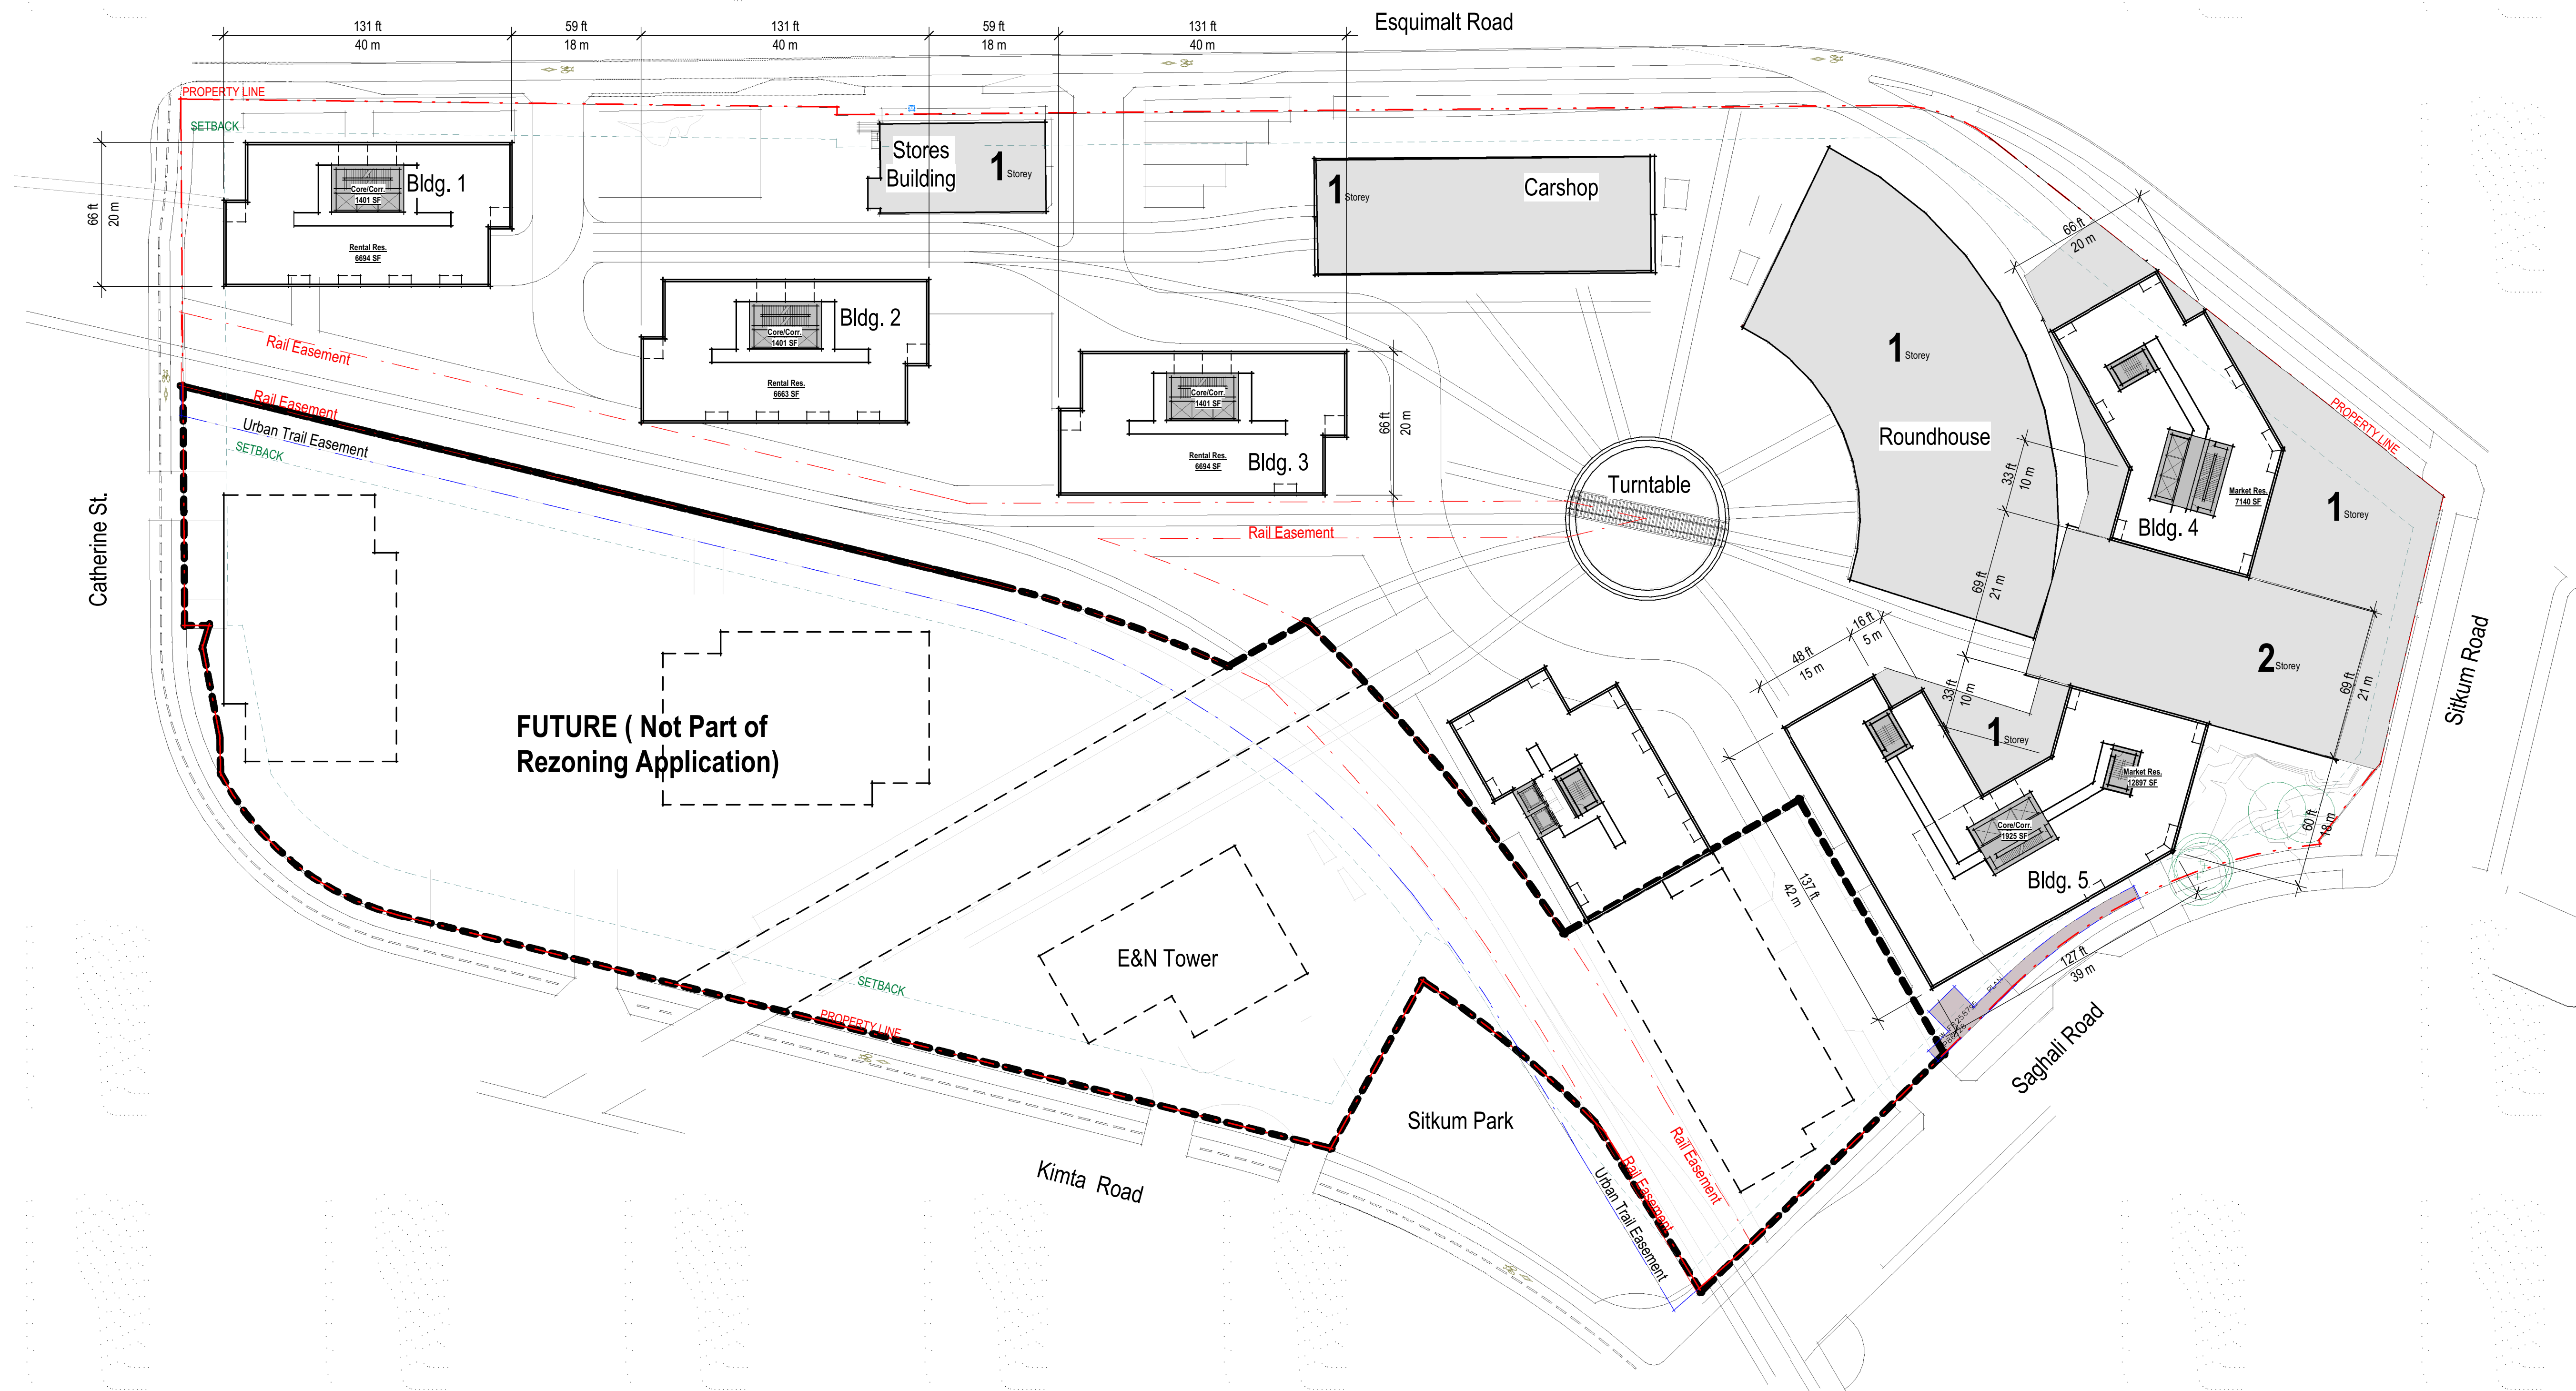 Esquimalt Road
131 ft
40 m
59 ft
18 m
131 ft
40 m
59 ft
18 m
131 ft
40 m
PROPERTY LINE
SETBACK
66 ft
20 m
Core/Corr.
1401 SF
Bldg. 1
Rental Res.
6694 SF
Stores
Building
1 Storey
1 Storey
Carshop
66 ft
20 m
Rail Easement
Core/Corr.
1401 SF
Bldg. 2
Rental Res.
6663 SF
1 Storey
Roundhouse
PROPERTY LINE
Rail Easement
Urban Trail Easement
SETBACK
Core/Corr.
1401 SF
Rental Res.
6694 SF
Bldg. 3
66 ft
20 m
Turntable
33 ft
10 m
Market Res.
7140 SF
Bldg. 4
1 Storey
Rail Easement
Catherine St.
69 ft
21 m
48 ft
15 m
16 ft
5 m
33 ft
10 m
2 Storey
69 ft
21 m
Sitkum Road
1 Storey
FUTURE ( Not Part of
Rezoning Application)
Market Res.
12897 SF
Core/Corr.
1925 SF
60 ft
18 m
137 ft
42 m
Bldg. 5
E&N Tower
SETBACK
PROPERTY LINE
127 ft
39 m
PLAN
Saghali Road
Sitkum Park
Rail Easement
Rail Easement
Urban Trail Easement
Kimta Road